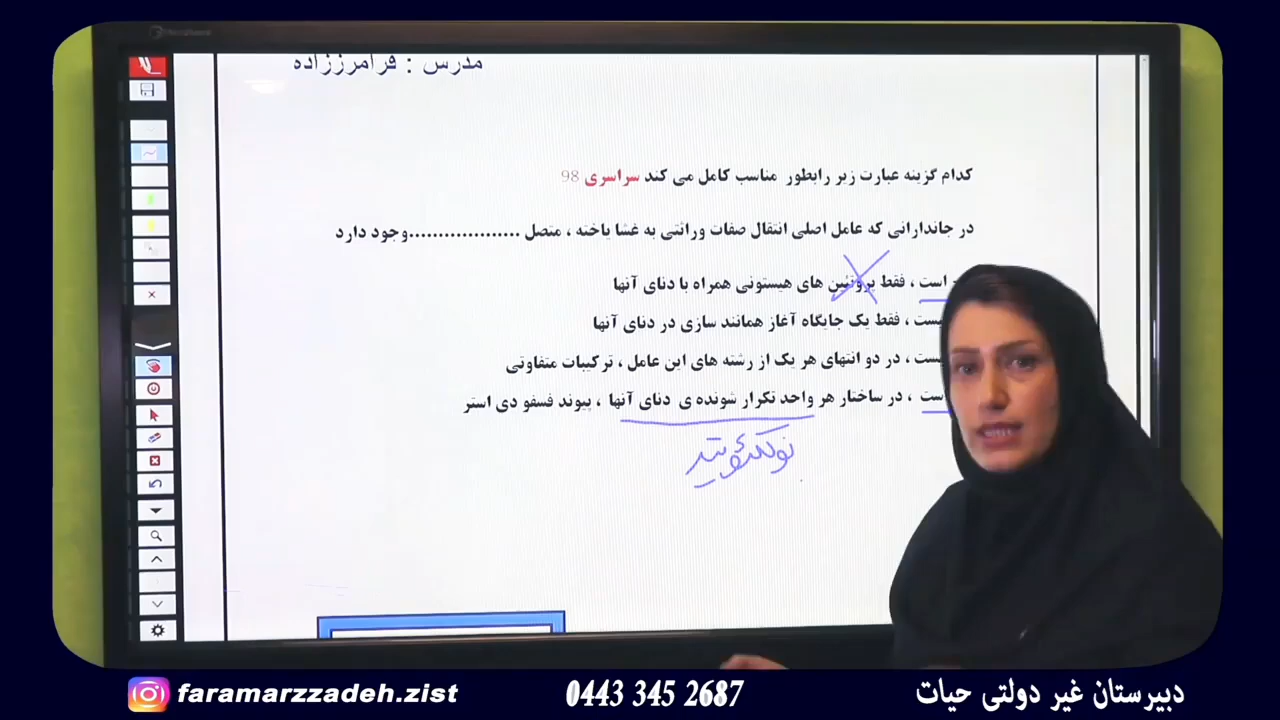 مدرس : فرامرززاده
کدام گزینه عبارت زیر رابطور مناسب کامل می کند سراسری 98
در جاندارانی که عامل اصلی انتقال صفات وراثتی به غشا یاخته ، متصل ...................وجود دارد
است ، فقط پروتئین های هیستونی همراه با دنای آنها
، فقط یک جایگاه آغاز همانند سازی در دنای آنها
، در دو انتهای هر یک از رشته های این عامل ، ترکیبات متفاوتی
، در ساختار هر واحد تکرار شونده ی دنای آنها ، پیوند فسفو دی استر
نوکلئوتید
faramarzzadeh.zist
0443 345 2687
دبیرستان غیر دولتی حیات